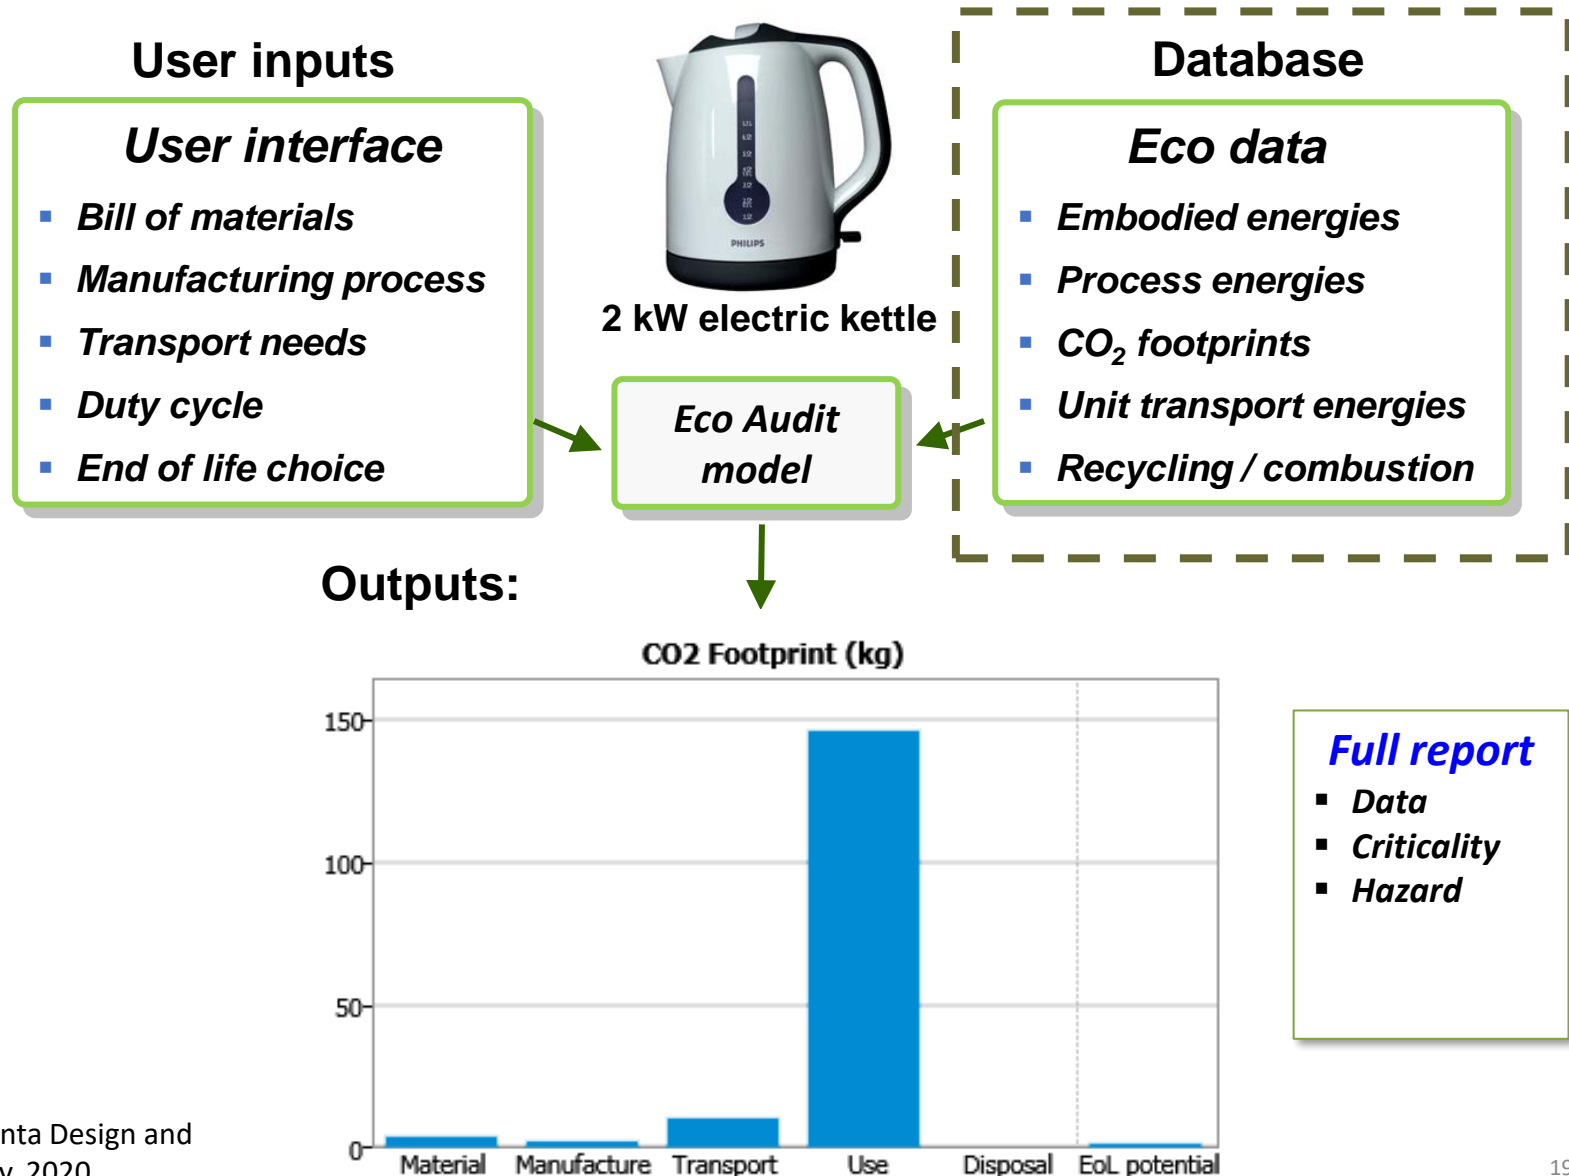 User inputs
User interface
Bill of materials
Manufacturing process
Transport needs
Duty cycle
End of life choice
PHILIPS
2 kW electric kettle
Database
Eco data
Embodied energies
Process energies
CO2 footprints
Unit transport energies
Recycling / combustion
Eco Audit
model
Outputs:
CO2 Footprint (kg)
150
100
50
0
Material Manufacture Transport Use Disposal EoL potential
Full report
Data
Criticality
Hazard
nta Design and
y, 2020
19